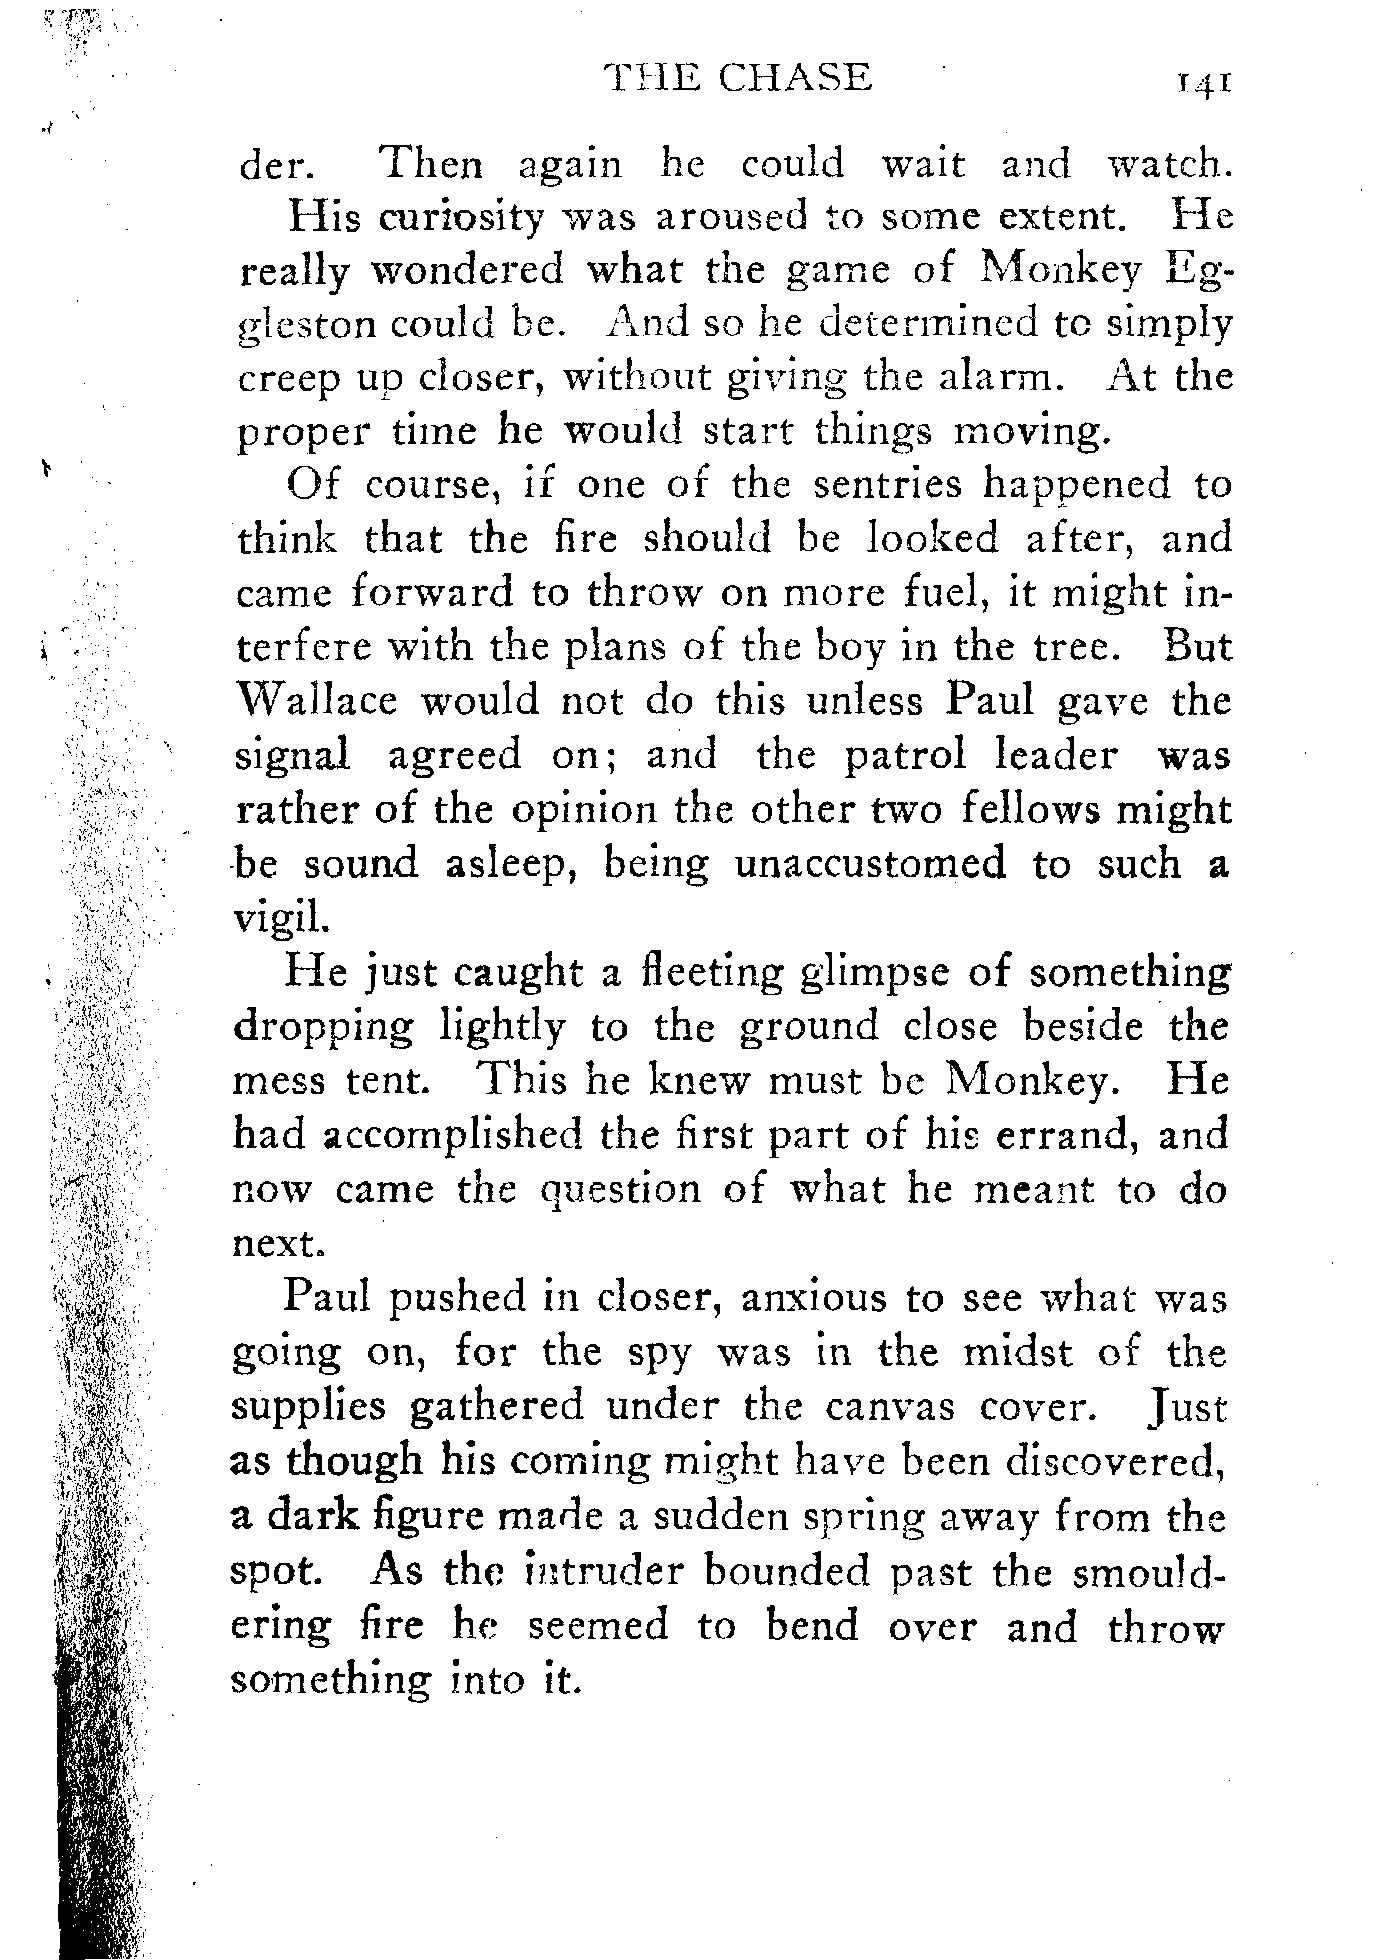 THE CHASE 141
der. Then again he could wait and watch.
His curiosity was aroused to some extent. He
really wondered what the game of Monkey Eg-
gleston could be. And so he determined to simply
creep up closer, without giving the alarm. At the
proper time he would start things moving.
Of course, if one of the sentries happened to
think that the fire should be looked after, and
came forward to throw on more fuel, it might in-
terfere with the plans of the boy in the tree. But
Wallace would not do this unless Paul gave the
signal agreed on; and the patrol leader was
rather of the opinion the other two fellows might
be sound asleep, being unaccustomed to such a
vigil.
He just caught a fleeting glimpse of something
dropping lightly to the ground close beside the
mess tent. This he knew must be Monkey. He
had accomplished the first part of his errand, and
now came the question of what he meant to do
next.
Paul pushed in closer, anxious to see what was
going on, for the spy was in the midst of the
supplies gathered under the canvas cover. Just
as though his coming might have been discovered,
a dark figure made a sudden spring away from the
spot. As the intruder bounded past the smould-
ering fire he seemed to bend over and throw
something into it.